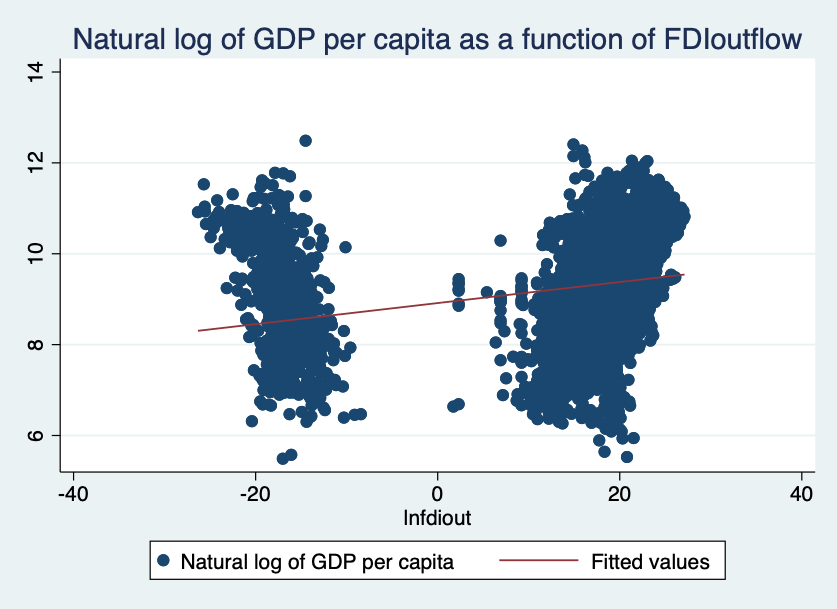 Natural log of GDP per capita as a function of FDIoutflow
14
12
10
8
6
-40 -20 0 20 40
lnfdiout
Natural log of GDP per capita Fitted values